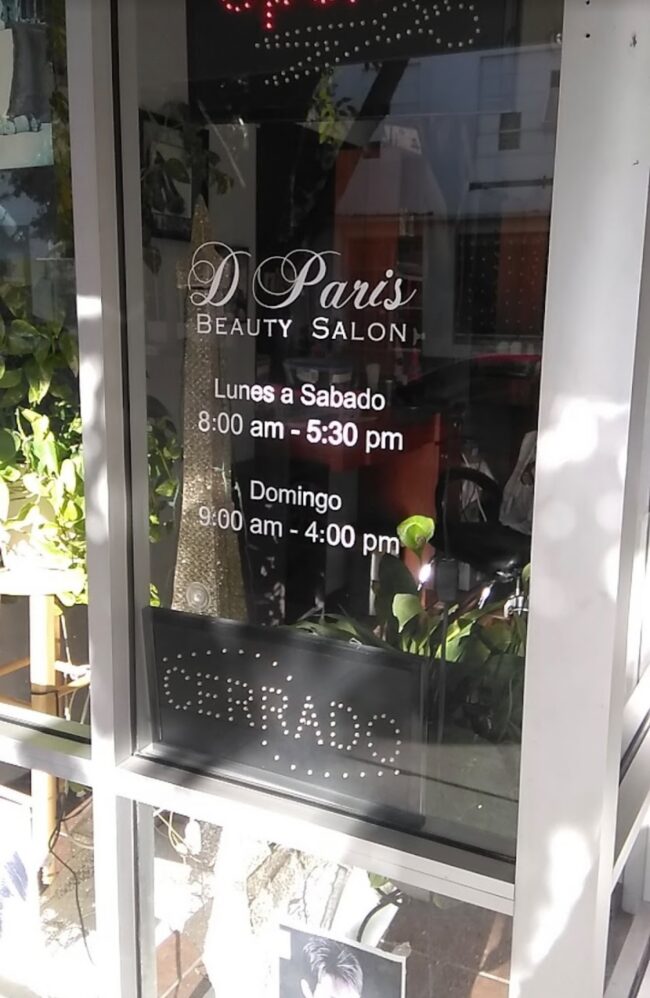 D Paris
BEAUTY SALON
Lunes a Sabado
8:00 am - 5:30 pm
Domingo
9:00 am - 4:00 pm
CERRADO